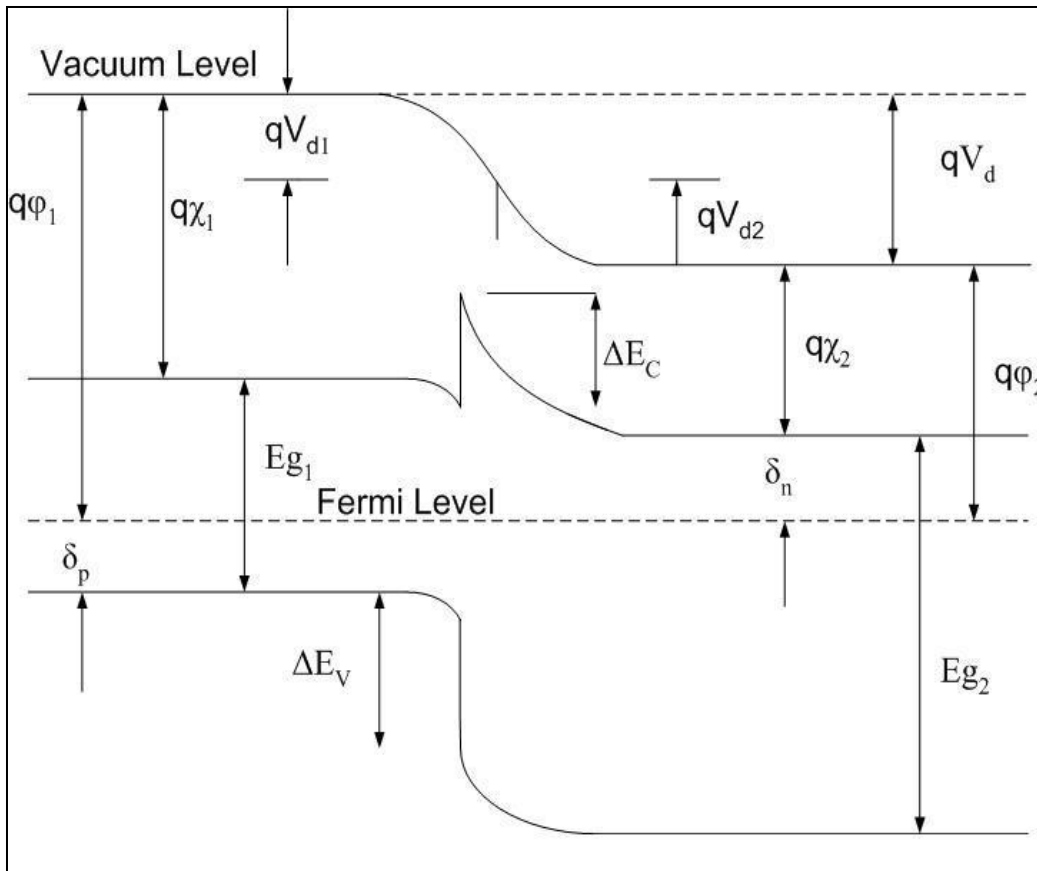 Vacuum Level
qV_d1
qV_d
qφ_1
qχ_1
qV_d2
ΔE_C
qχ_2
qφ_2
Eg_1
δ_n
Fermi Level
δ_p
ΔE_V
Eg_2